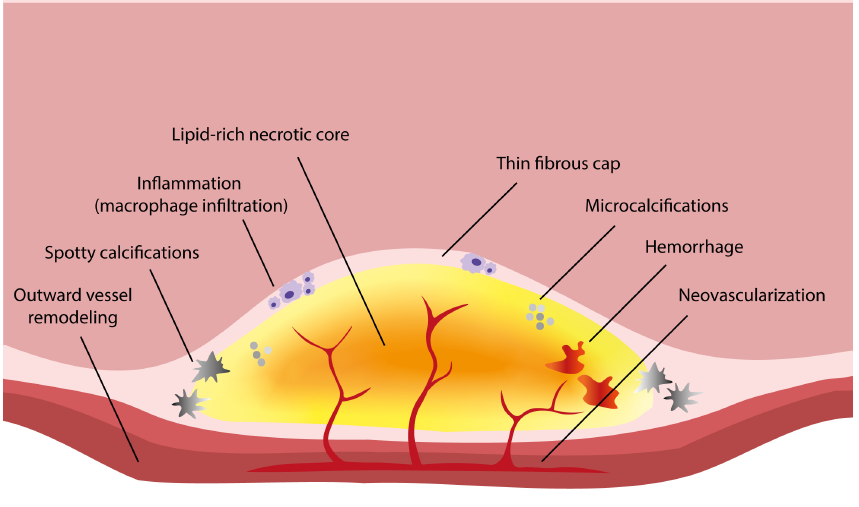 Lipid-rich necrotic core
Thin fibrous cap
Inflammation
(macrophage infiltration)
Microcalcifications
Spotty calcifications
Hemorrhage
Outward vessel
remodeling
Neovascularization